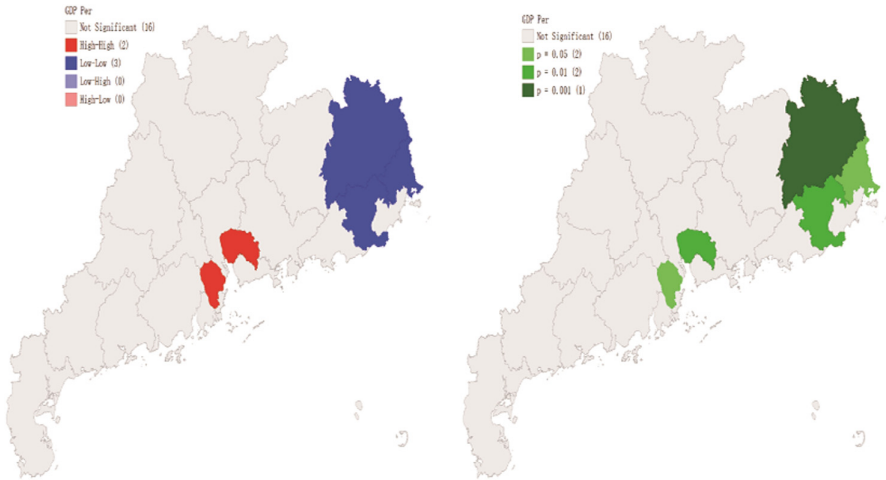 GDP Per
Not Significant (16)
High-High (2)
Low-Low (3)
Low-High (0)
High-Low (0)
GDP Per
Not Significant (16)
p = 0.05 (2)
p = 0.01 (2)
p = 0.001 (1)